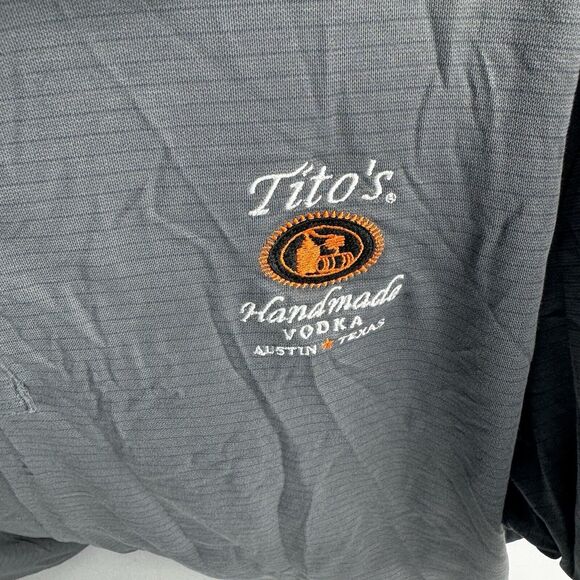 Tito's®
Handmade
VODKA
AUSTIN ★ TEXAS